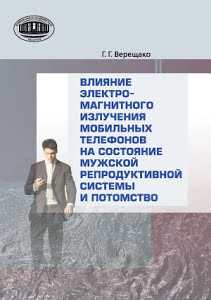 Г. Г. Верещако
ВЛИЯНИЕ
ЭЛЕКТРО-
МАГНИТНОГО
ИЗЛУЧЕНИЯ
МОБИЛЬНЫХ
ТЕЛЕФОНОВ
НА СОСТОЯНИЕ
МУЖСКОЙ
РЕПРОДУКТИВНОЙ
СИСТЕМЫ
И ПОТОМСТВО